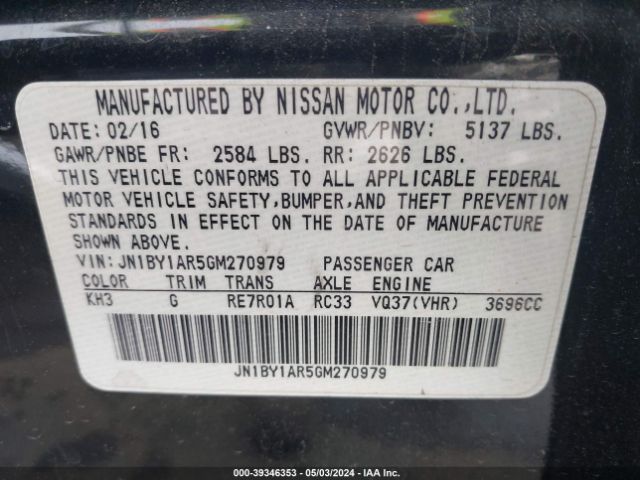 MANUFACTURED BY NISSAN MOTOR CO.,LTD.
DATE: 02/16 GVWR/PNBV: 5137 LBS.
GAWR/PNBE FR: 2584 LBS. RR: 2626 LBS.
THIS VEHICLE CONFORMS TO ALL APPLICABLE FEDERAL
MOTOR VEHICLE SAFETY,BUMPER,AND THEFT PREVENTION
STANDARDS IN EFFECT ON THE DATE OF MANUFACTURE
SHOWN ABOVE.
VIN: JN1BY1AR5GM270979 PASSENGER CAR
COLOR TRIM TRANS AXLE ENGINE
KH3 G RE7R01A RC33 VQ37(VHR) 3696CC
JN1BY1AR5GM270979
000-39346353 - 05/03/2024 - IAA Inc.